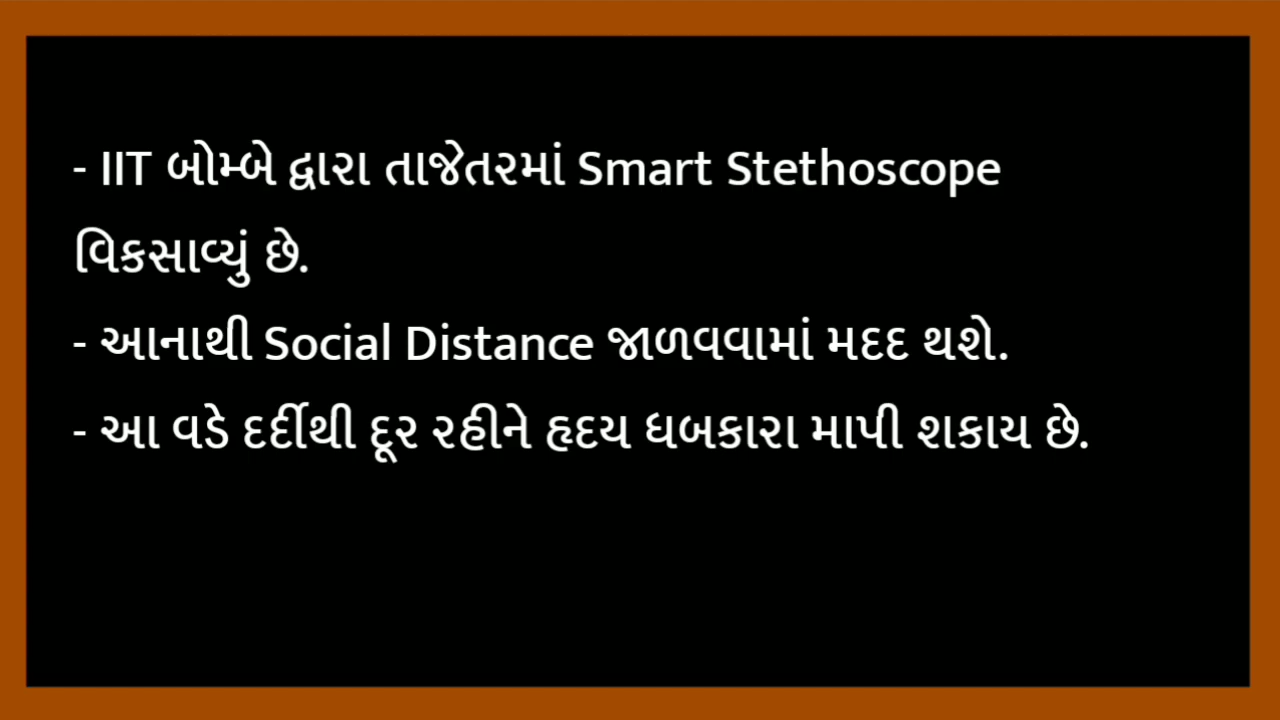 - IIT બોમ્બે દ્વારા તાજેતરમાં Smart Stethoscope
વિકસાવ્યું છે.
- આનાથી Social Distance જાળવવામાં મદદ થશે.
- આ વડે દર્દીથી દૂર રહીને હૃદય ધબકારા માપી શકાય છે.